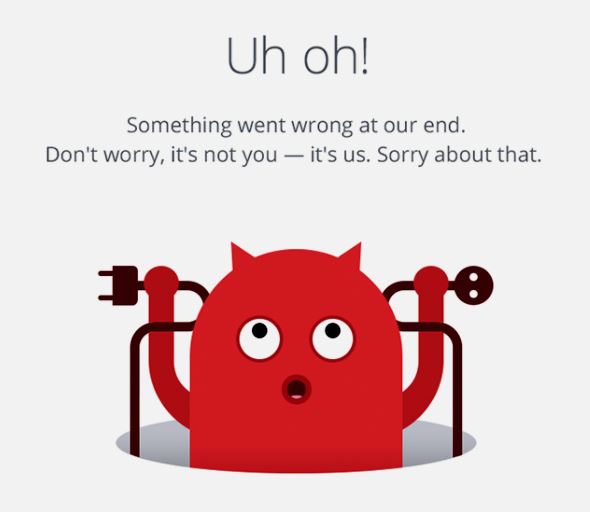 Uh oh!
Something went wrong at our end.
Don't worry, it's not you — it's us. Sorry about that.